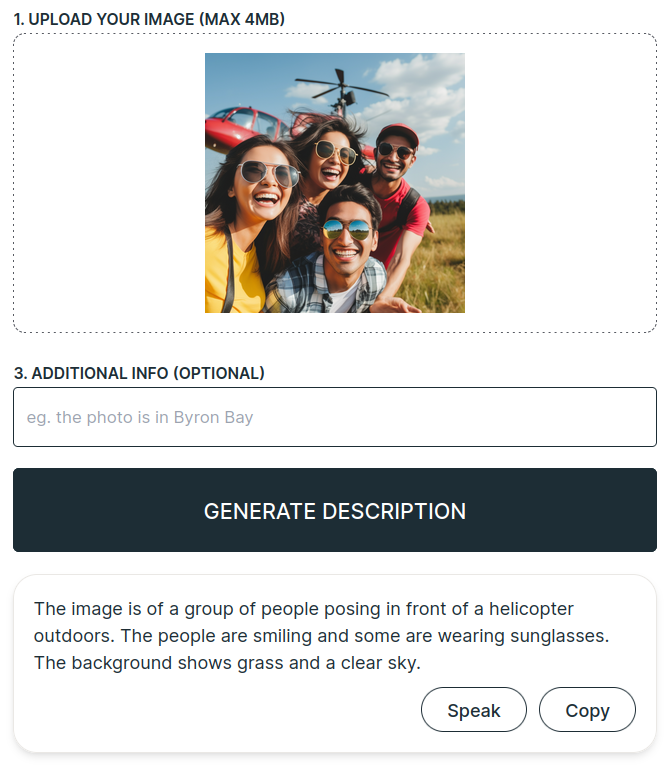 1. UPLOAD YOUR IMAGE (MAX 4MB)
3. ADDITIONAL INFO (OPTIONAL)
eg. the photo is in Byron Bay
GENERATE DESCRIPTION
The image is of a group of people posing in front of a helicopter
outdoors. The people are smiling and some are wearing sunglasses.
The background shows grass and a clear sky.
Speak
Copy